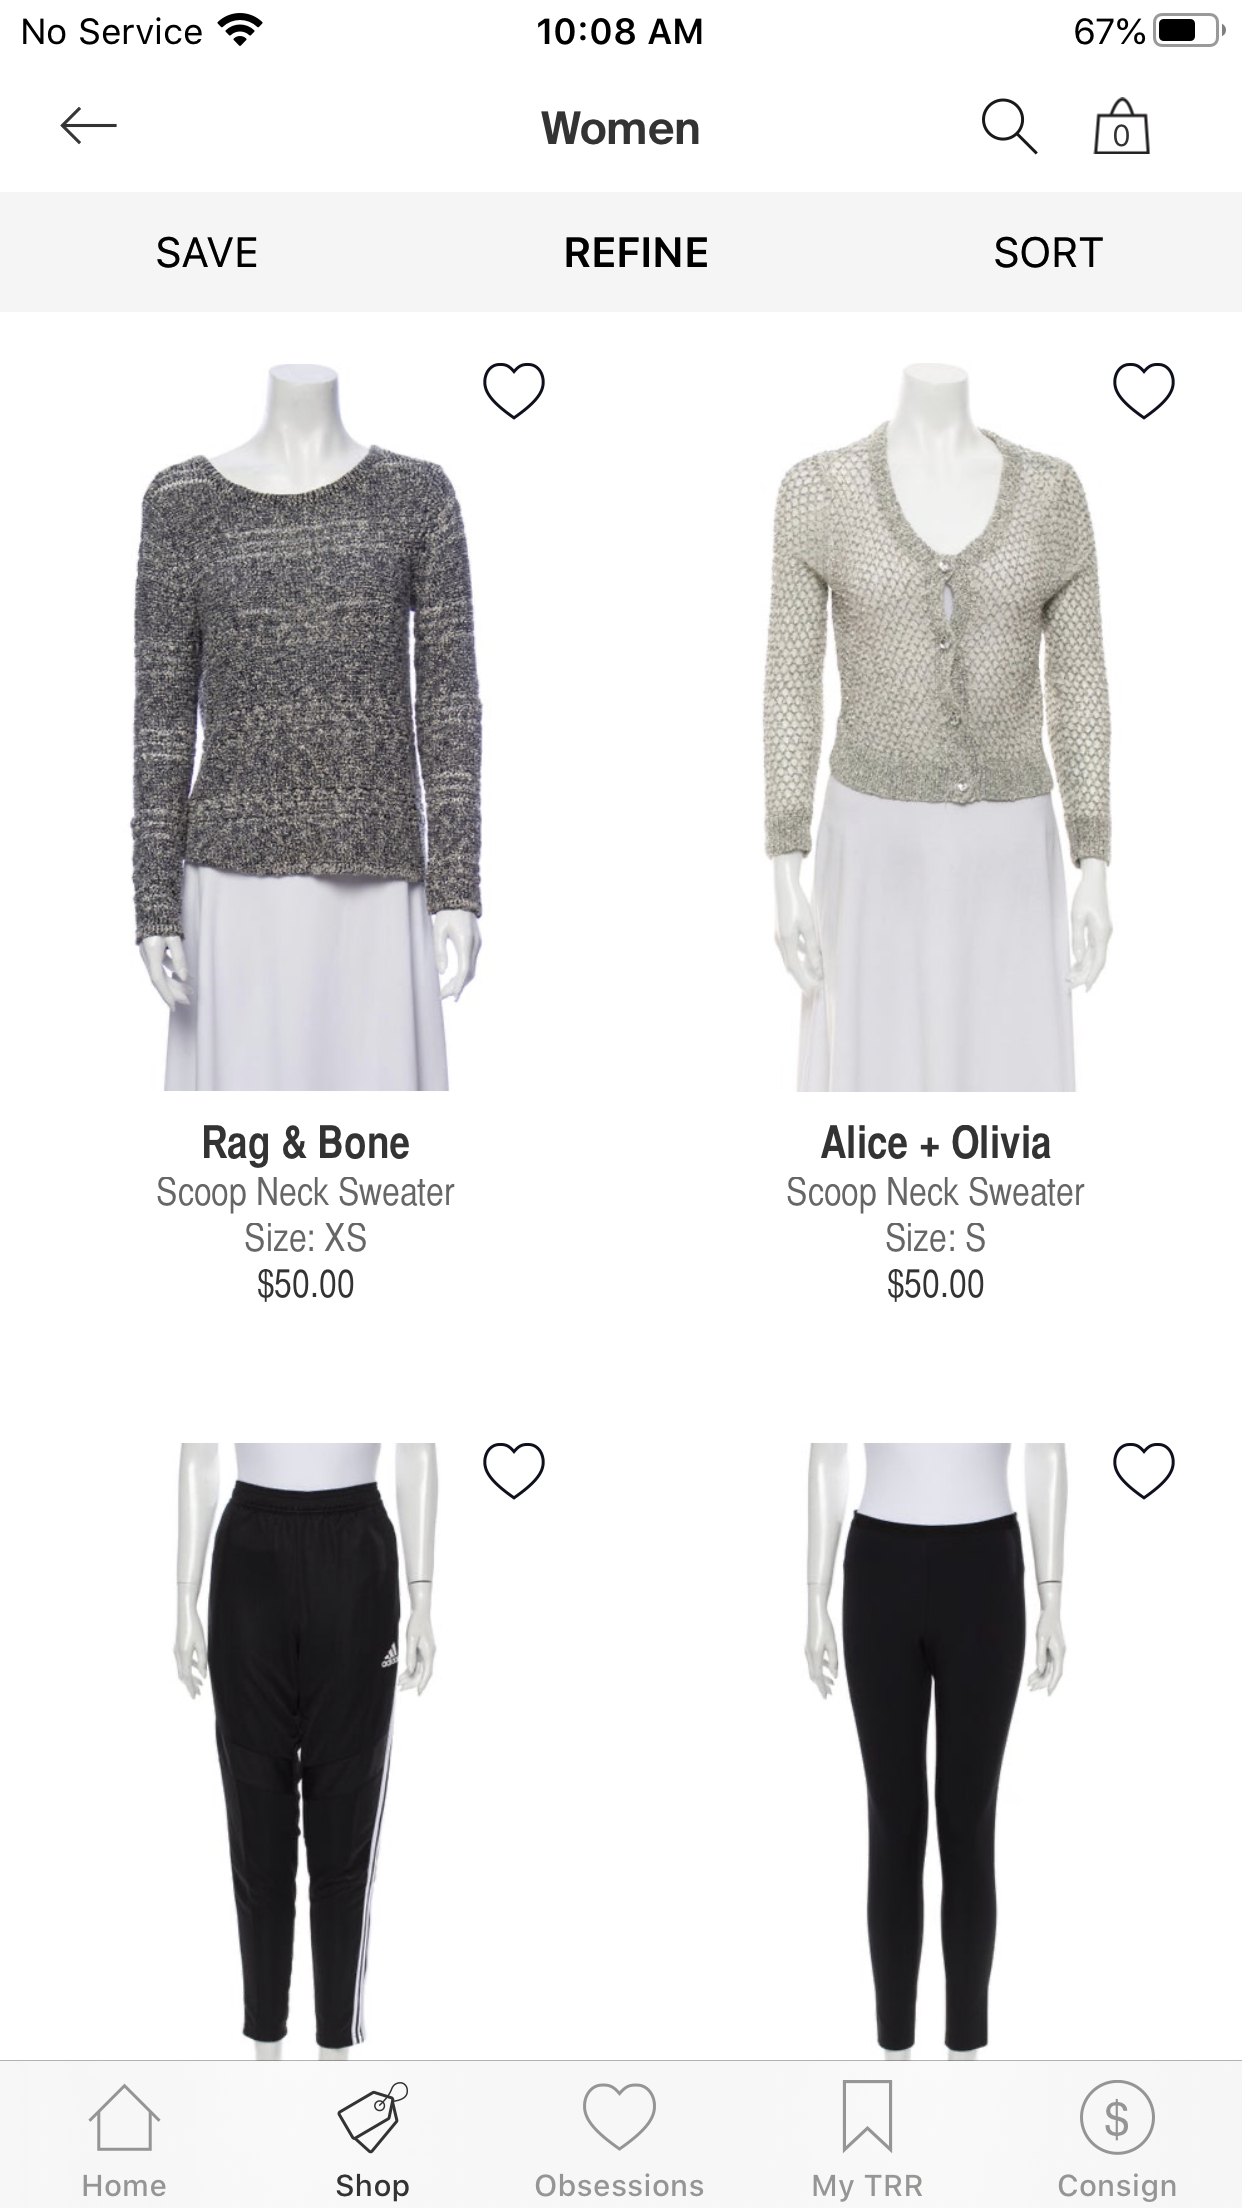 No Service
10:08 AM
67%
Women
0
SAVE
REFINE
SORT
Rag & Bone
Scoop Neck Sweater
Size: XS
$50.00
Alice + Olivia
Scoop Neck Sweater
Size: S
$50.00
adidas
$
Home
Shop
Obsessions
My TRR
Consign